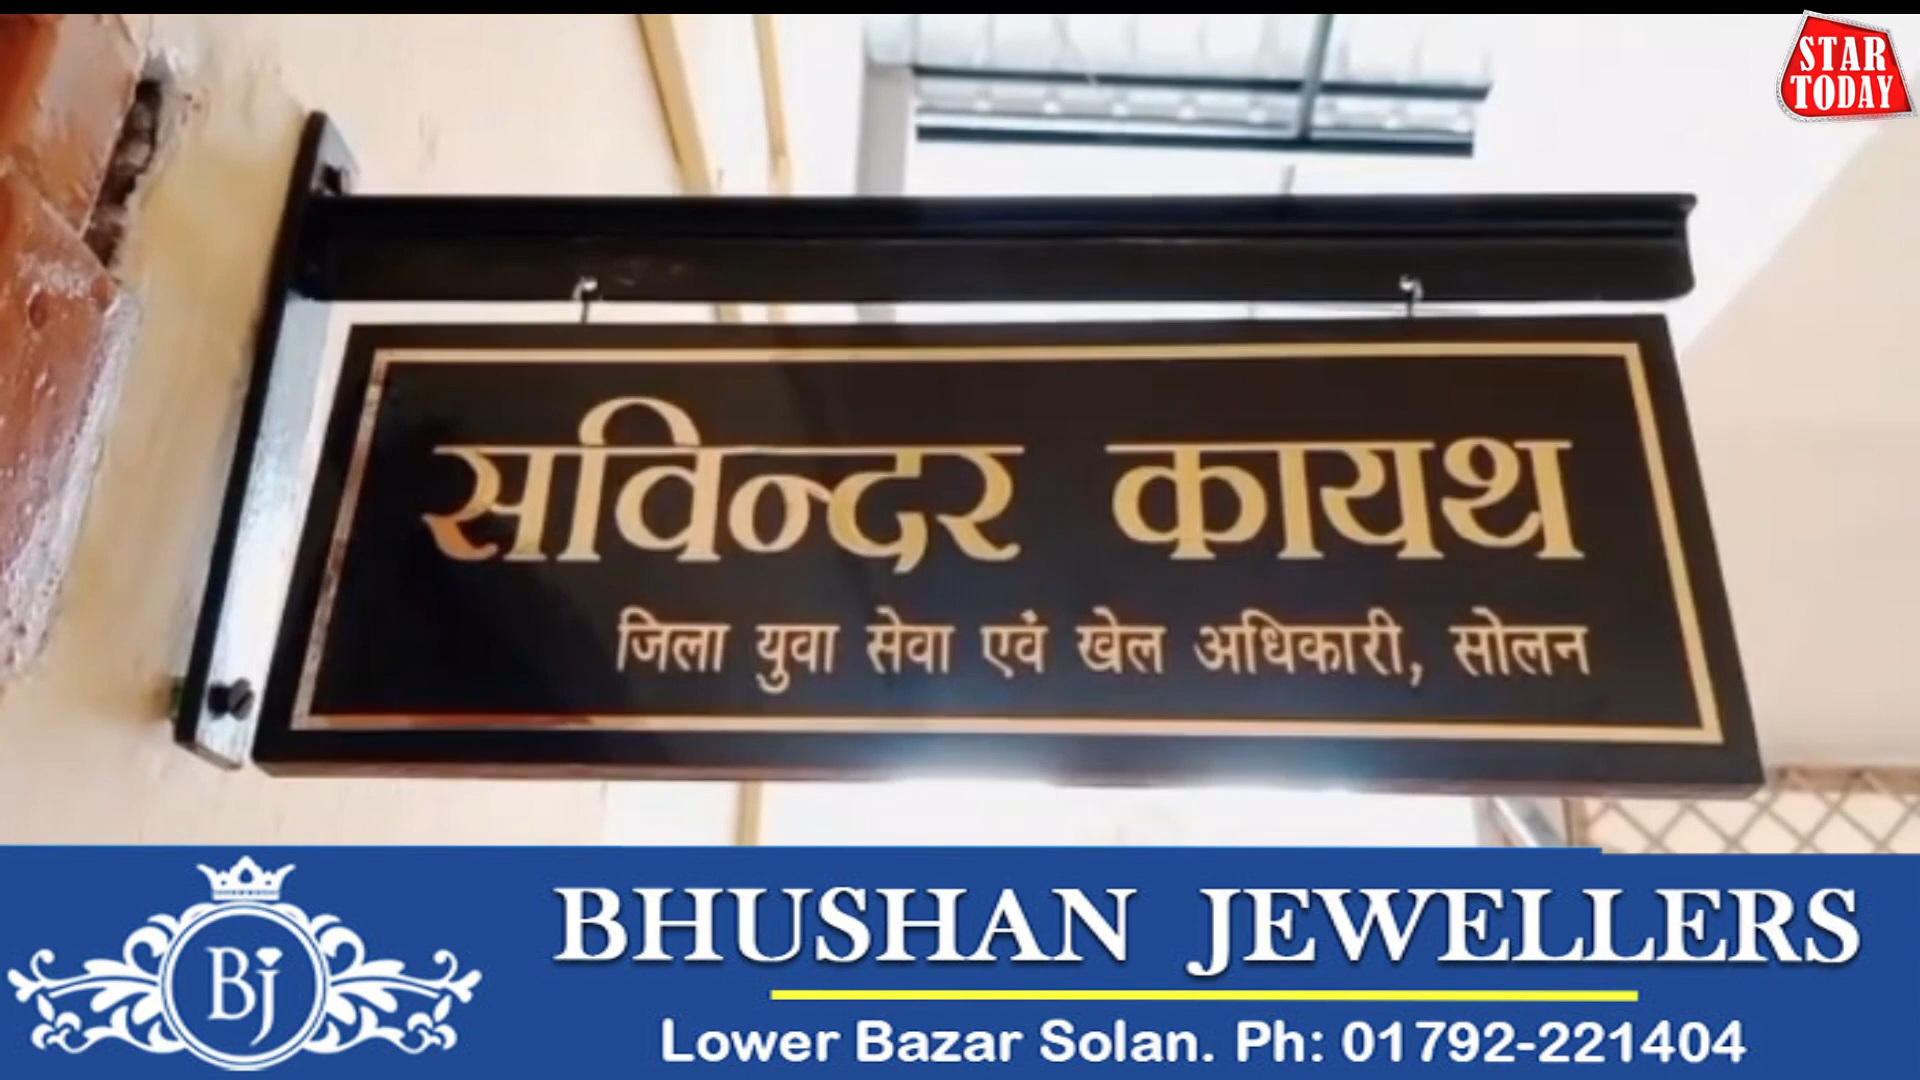 STAR
TODAY
सविन्दर कायथ
जिला युवा सेवा एवं खेल अधिकारी, सोलन
Bj
BHUSHAN JEWELLERS
Lower Bazar Solan. Ph: 01792-221404